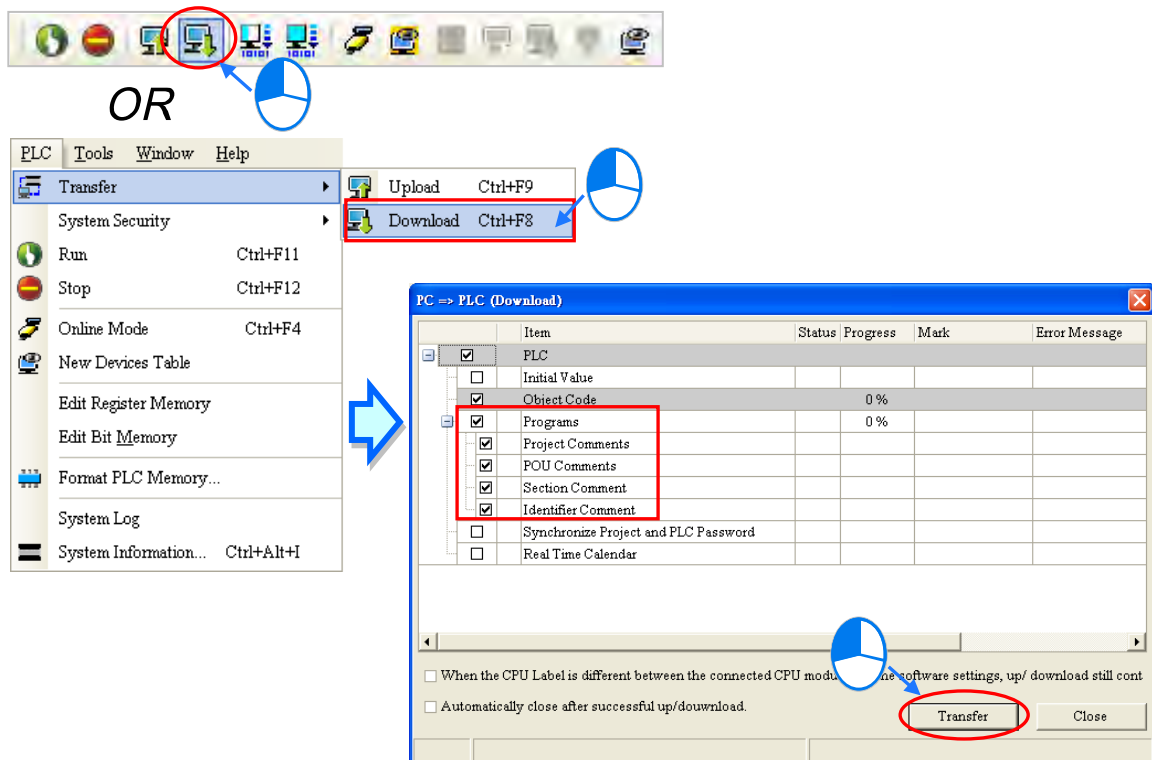 OR
PLC Tools Window Help
Transfer
Upload Ctrl+F9
System Security
Download Ctrl+F8
Run Ctrl+F11
Stop Ctrl+F12
Online Mode Ctrl+F4
New Devices Table
Edit Register Memory
Edit Bit Memory
Format PLC Memory...
System Log
System Information... Ctrl+Alt+I
PC => PLC (Download)
Item Status Progress Mark Error Message
PLC
Initial Value
Object Code 0 %
Programs 0 %
Project Comments
POU Comments
Section Comment
Identifier Comment
Synchronize Project and PLC Password
Real Time Calendar
When the CPU Label is different between the connected CPU software settings, up/ download still cont
Automatically close after successful up/douwnload.
Transfer Close